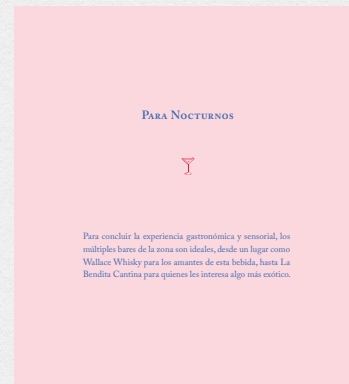 Para Nocturnos
Para concluir la experiencia gastronómica y sensorial, los
múltiples bares de la zona son ideales, desde un lugar como
Wallace Whisky para los amantes de esta bebida, hasta La
Bendita Cantina para quienes les interesa algo más exótico.